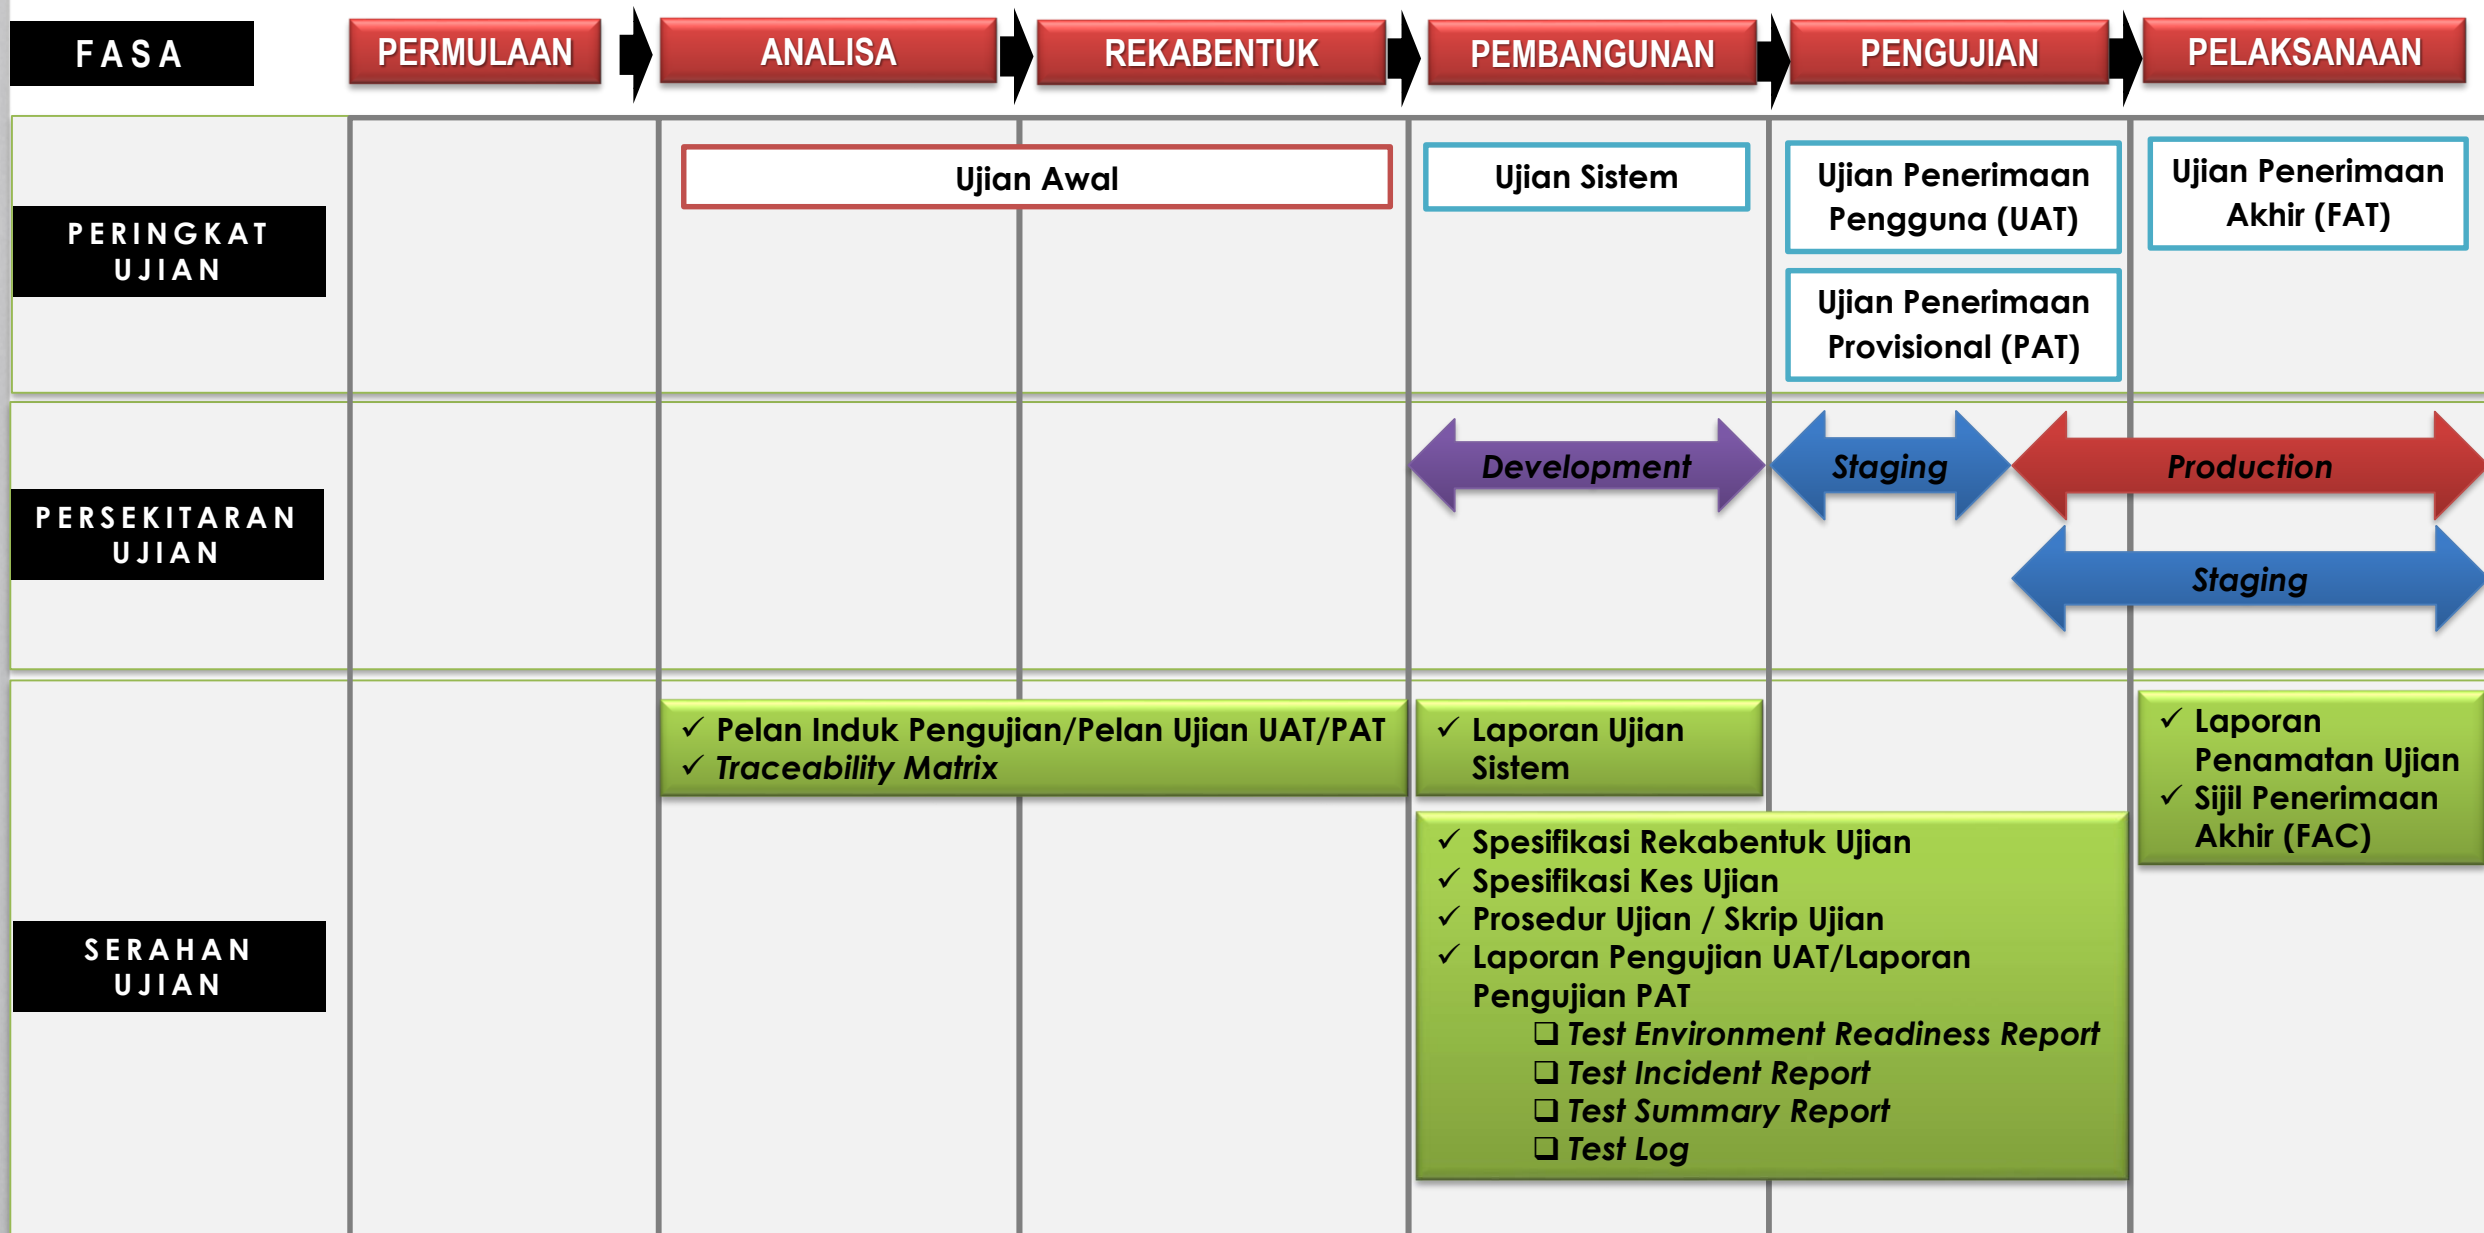 FASA
PERMULAAN
ANALISA
REKABENTUK
PEMBANGUNAN
PENGUJIAN
PELAKSANAAN
PERINGKAT
UJIAN
Ujian Awal
Ujian Sistem
Ujian Penerimaan
Pengguna (UAT)
Ujian Penerimaan
Provisional (PAT)
Ujian Penerimaan
Akhir (FAT)
PERSEKITARAN
UJIAN
Development
Staging
Production
Staging
SERAHAN
UJIAN
✓ Pelan Induk Pengujian/Pelan Ujian UAT/PAT
✓ Traceability Matrix
✓ Laporan Ujian
Sistem
✓ Spesifikasi Rekabentuk Ujian
✓ Spesifikasi Kes Ujian
✓ Prosedur Ujian / Skrip Ujian
✓ Laporan Pengujian UAT/Laporan
Pengujian PAT
❑ Test Environment Readiness Report
❑ Test Incident Report
❑ Test Summary Report
❑ Test Log
✓ Laporan
Penamatan Ujian
✓ Sijil Penerimaan
Akhir (FAC)